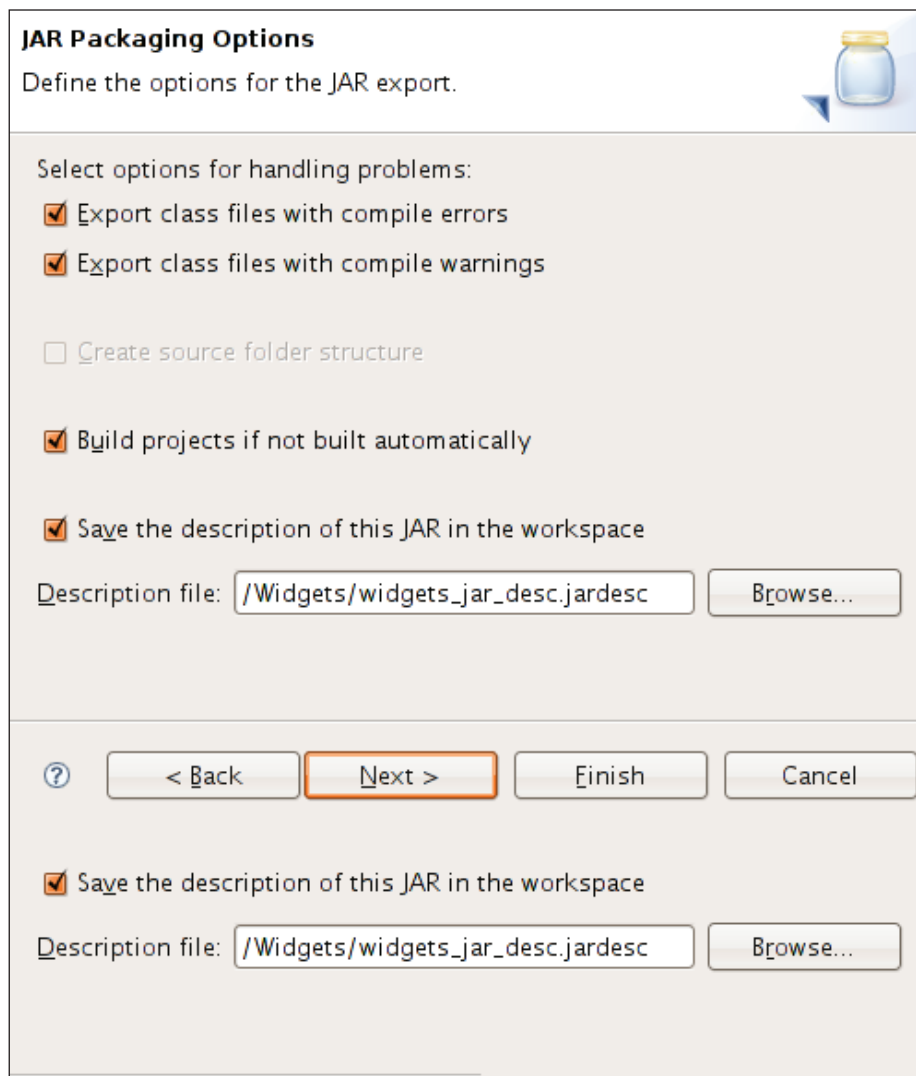 JAR Packaging Options
Define the options for the JAR export.
Select options for handling problems:
Export class files with compile errors
Export class files with compile warnings
Create source folder structure
Build projects if not built automatically
Save the description of this JAR in the workspace
Description file: /Widgets/widgets_jar_desc.jardesc Browse...
? < Back Next > Finish Cancel
Save the description of this JAR in the workspace
Description file: /Widgets/widgets_jar_desc.jardesc Browse...